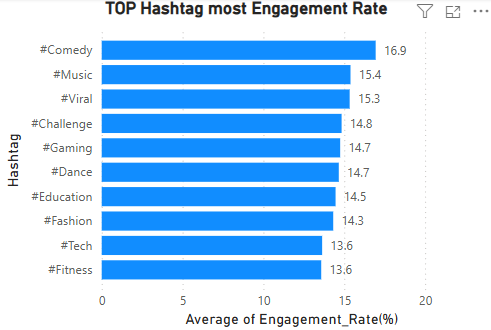 TOP Hashtag most Engagement Rate
Hashtag
#Comedy 16.9
#Music 15.4
#Viral 15.3
#Challenge 14.8
#Gaming 14.7
#Dance 14.7
#Education 14.5
#Fashion 14.3
#Tech 13.6
#Fitness 13.6
0 5 10 15 20
Average of Engagement_Rate(%)